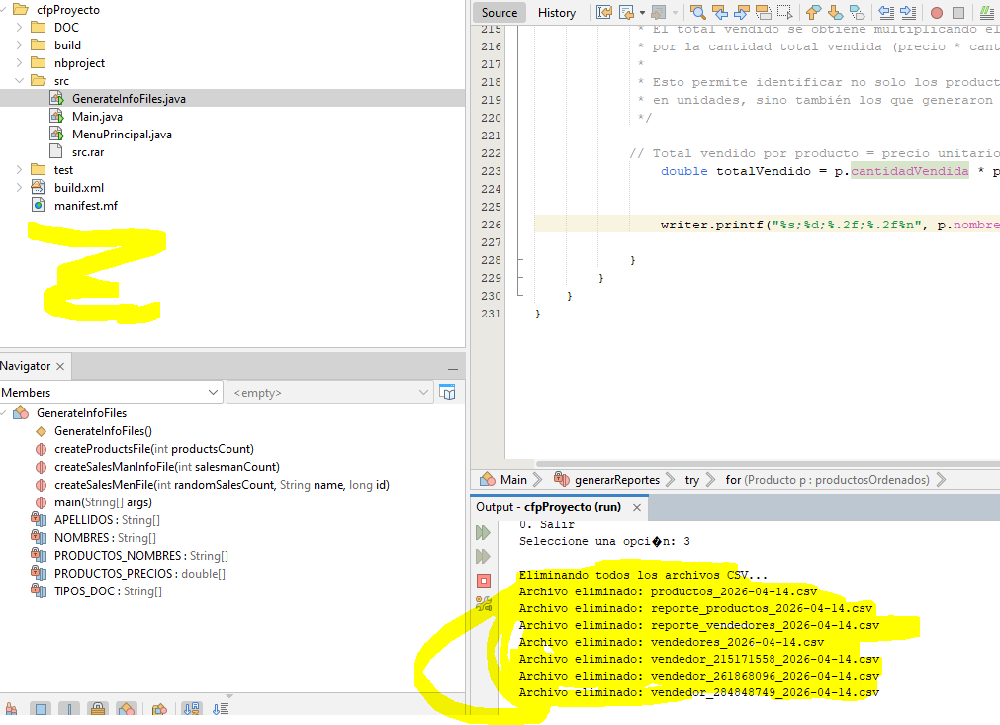 cfpProyecto
DOC
build
nbproject
src
GenerateInfoFiles.java
Main.java
MenuPrincipal.java
src.rar
test
build.xml
manifest.mf
Navigator
Members
<empty>
GenerateInfoFiles
GenerateInfoFiles()
createProductsFile(int productsCount)
createSalesManInfoFile(int salesmanCount)
createSalesMenFile(int randomSalesCount, String name, long id)
main(String[] args)
APELLIDOS : String[]
NOMBRES : String[]
PRODUCTOS_NOMBRES : String[]
PRODUCTOS_PRECIOS : double[]
TIPOS_DOC : String[]
Source History
215 * El total vendido se obtiene multiplicando el
216 * por la cantidad total vendida (precio * cant
217 *
218 * Esto permite identificar no solo los product
219 * en unidades, sino también los que generaron
220 */
221
222 // Total vendido por producto = precio unitario
223 double totalVendido = p.cantidadVendida * p
224
225
226 writer.printf("%s;%d;%.2f;%.2f%n", p.nombre
227
228 }
229 }
230 }
231 }
Main generarReportes try for (Producto p : productosOrdenados)
Output - cfpProyecto (run)
0. Salir
Seleccione una opci�n: 3
Eliminando todos los archivos CSV...
Archivo eliminado: productos_2026-04-14.csv
Archivo eliminado: reporte_productos_2026-04-14.csv
Archivo eliminado: reporte_vendedores_2026-04-14.csv
Archivo eliminado: vendedores_2026-04-14.csv
Archivo eliminado: vendedor_215171558_2026-04-14.csv
Archivo eliminado: vendedor_261868096_2026-04-14.csv
Archivo eliminado: vendedor_284848749_2026-04-14.csv